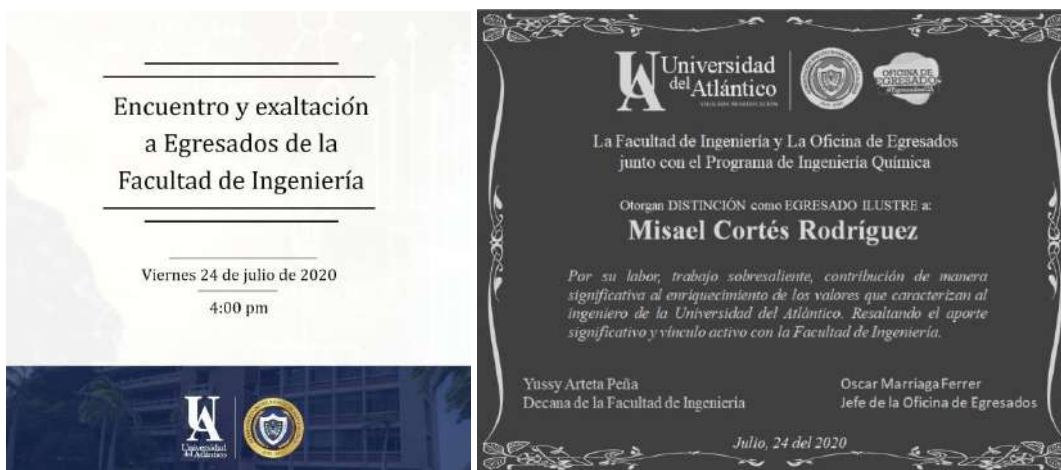 Encuentro y exaltación
a Egresados de la
Facultad de Ingeniería
Viernes 24 de julio de 2020
4:00 pm
UA
Universidad
del Atlántico
UA
Universidad
del Atlántico
OFICINA DE
EGRESADOS
La Facultad de Ingeniería y La Oficina de Egresados
junto con el Programa de Ingeniería Química
Otorgan DISTINCIÓN como EGRESADO ILUSTRE a:
Misael Cortés Rodríguez
Por su labor, trabajo sobresaliente, contribución de manera
significativa al enriquecimiento de los valores que caracterizan al
ingeniero de la Universidad del Atlántico. Resaltando el aporte
significativo y vínculo activo con la Facultad de Ingeniería.
Yussy Arteta Peña
Decana de la Facultad de Ingeniería
Oscar Marriaga Ferrer
Jefe de la Oficina de Egresados
Julio, 24 del 2020